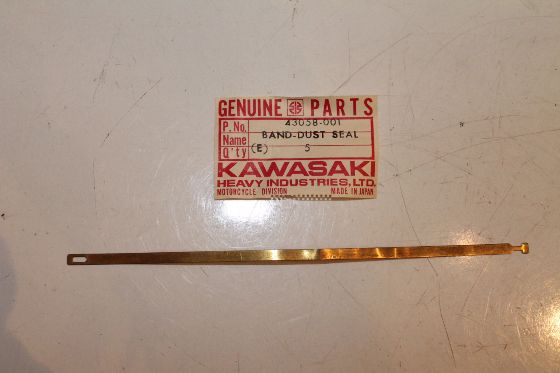 GENUINE PARTS
P. No. 43058-001
Name BAND-DUST SEAL
Q'ty (E) 5
KAWASAKI
HEAVY INDUSTRIES, LTD.
MOTORCYCLE DIVISION MADE IN JAPAN